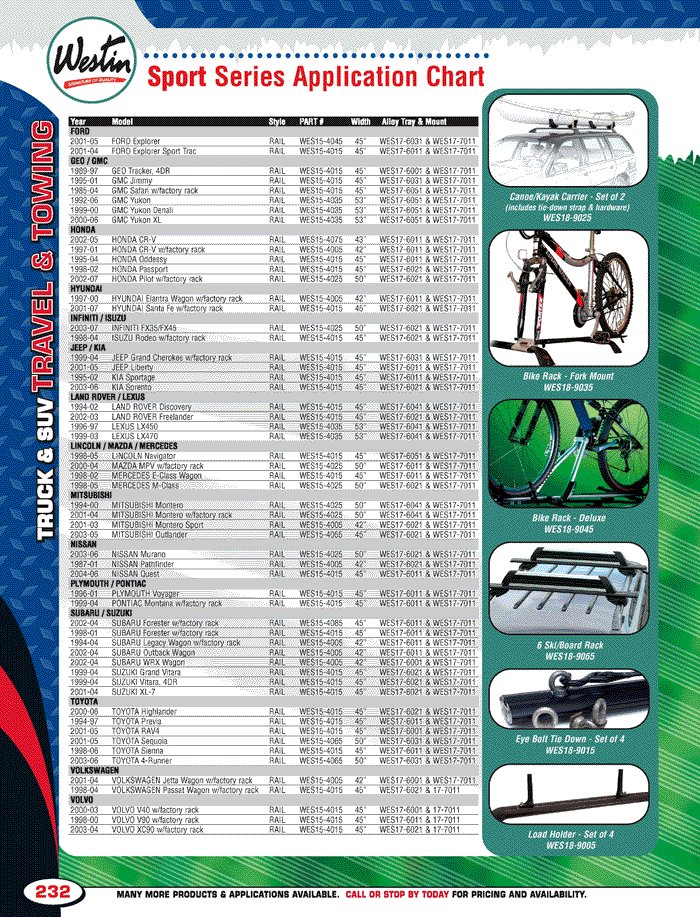 Westin
SIGNATURE OF QUALITY
Sport Series Application Chart
TRUCK & SUV TRAVEL & TOWING
Year Model Style PART # Width Alloy Tray & Mount
FORD
2001-05 FORD Explorer RAIL WES15-4045 45" WES17-6031 & WES17-7011
2001-04 FORD Explorer Sport Trac RAIL WES15-4015 45" WES17-6011 & WES17-7011
GEO / GMC
1989-97 GEO Tracker, 4DR RAIL WES15-4015 45" WES17-6001 & WES17-7011
1995-01 GMC Jimmy RAIL WES15-4015 45" WES17-6031 & WES17-7011
1985-04 GMC Safari w/factory rack RAIL WES15-4015 45" WES17-6051 & WES17-7011
1992-06 GMC Yukon RAIL WES15-4035 53" WES17-6051 & WES17-7011
1999-00 GMC Yukon Denali RAIL WES15-4035 53" WES17-6051 & WES17-7011
2000-06 GMC Yukon XL RAIL WES15-4035 53" WES17-6051 & WES17-7011
HONDA
2002-05 HONDA CR-V RAIL WES15-4075 43" WES17-6011 & WES17-7011
1997-01 HONDA CR-V w/factory rack RAIL WES15-4005 42" WES17-6011 & WES17-7011
1995-04 HONDA Oddessy RAIL WES15-4015 45" WES17-6011 & WES17-7011
1998-02 HONDA Passport RAIL WES15-4015 45" WES17-6021 & WES17-7011
2002-07 HONDA Pilot w/factory rack RAIL WES15-4025 50" WES17-6021 & WES17-7011
HYUNDAI
1997-00 HYUNDAI Elantra Wagon w/factory rack RAIL WES15-4005 42" WES17-6011 & WES17-7011
2001-07 HYUNDAI Santa Fe w/factory rack RAIL WES15-4015 45" WES17-6021 & WES17-7011
INFINITI / ISUZU
2003-07 INFINITI FX35/FX45 RAIL WES15-4025 50" WES17-6021 & WES17-7011
1998-04 ISUZU Rodeo w/factory rack RAIL WES15-4015 45" WES17-6021 & WES17-7011
JEEP / KIA
1999-04 JEEP Grand Cherokee w/factory rack RAIL WES15-4015 45" WES17-6031 & WES17-7011
2001-05 JEEP Liberty RAIL WES15-4015 45" WES17-6021 & WES17-7011
1995-02 KIA Sportage RAIL WES15-4015 45" WES17-6011 & WES17-7011
2003-06 KIA Sorento RAIL WES15-4015 45" WES17-6021 & WES17-7011
LAND ROVER / LEXUS
1994-02 LAND ROVER Discovery RAIL WES15-4015 45" WES17-6041 & WES17-7011
2002-03 LAND ROVER Freelander RAIL WES15-4015 45" WES17-6021 & WES17-7011
1996-97 LEXUS LX450 RAIL WES15-4035 53" WES17-6041 & WES17-7011
1999-03 LEXUS LX470 RAIL WES15-4035 53" WES17-6041 & WES17-7011
LINCOLN / MAZDA / MERCEDES
1998-05 LINCOLN Navigator RAIL WES15-4015 45" WES17-6051 & WES17-7011
2000-04 MAZDA MPV w/factory rack RAIL WES15-4025 50" WES17-6011 & WES17-7011
1998-02 MERCEDES E-Class Wagon RAIL WES15-4015 45" WES17-6011 & WES17-7011
1998-05 MERCEDES M-Class RAIL WES15-4025 50" WES17-6021 & WES17-7011
MITSUBISHI
1994-00 MITSUBISHI Montero RAIL WES15-4025 50" WES17-6041 & WES17-7011
2001-04 MITSUBISHI Montero w/factory rack RAIL WES15-4025 50" WES17-6041 & WES17-7011
2001-03 MITSUBISHI Montero Sport RAIL WES15-4005 42" WES17-6021 & WES17-7011
2003-05 MITSUBISHI Outlander RAIL WES15-4065 45" WES17-6011 & WES17-7011
NISSAN
2003-06 NISSAN Murano RAIL WES15-4025 50" WES17-6021 & WES17-7011
1987-01 NISSAN Pathfinder RAIL WES15-4005 42" WES17-6021 & WES17-7011
2004-06 NISSAN Quest RAIL WES15-4015 45" WES17-6011 & WES17-7011
PLYMOUTH / PONTIAC
1996-01 PLYMOUTH Voyager RAIL WES15-4015 45" WES17-6011 & WES17-7011
1999-04 PONTIAC Montana w/factory rack RAIL WES15-4015 45" WES17-6011 & WES17-7011
SUBARU / SUZUKI
2002-04 SUBARU Forester w/factory rack RAIL WES15-4085 45" WES17-6011 & WES17-7011
1998-01 SUBARU Forester w/factory rack RAIL WES15-4015 45" WES17-6011 & WES17-7011
1994-04 SUBARU Legacy Wagon w/factory rack RAIL WES15-4005 42" WES17-6011 & WES17-7011
2002-04 SUBARU Outback Wagon RAIL WES15-4005 42" WES17-6011 & WES17-7011
2002-04 SUBARU WRX Wagon RAIL WES15-4005 42" WES17-6001 & WES17-7011
1999-04 SUZUKI Grand Vitara RAIL WES15-4015 45" WES17-6021 & WES17-7011
1999-04 SUZUKI Vitara, 4DR RAIL WES15-4015 45" WES17-6021 & WES17-7011
2001-04 SUZUKI XL-7 RAIL WES15-4015 45" WES17-6021 & WES17-7011
TOYOTA
2000-06 TOYOTA Highlander RAIL WES15-4015 45" WES17-6021 & WES17-7011
1994-97 TOYOTA Previa RAIL WES15-4015 45" WES17-6011 & WES17-7011
2001-05 TOYOTA RAV4 RAIL WES15-4015 45" WES17-6001 & WES17-7011
2001-05 TOYOTA Sequoia RAIL WES15-4065 50" WES17-6031 & WES17-7011
1998-06 TOYOTA Sienna RAIL WES15-4015 45" WES17-6011 & WES17-7011
2003-06 TOYOTA 4-Runner RAIL WES15-4065 50" WES17-6031 & WES17-7011
VOLKSWAGEN
2001-04 VOLKSWAGEN Jetta Wagon w/factory rack RAIL WES15-4005 42" WES17-6001 & WES17-7011
1998-04 VOLKSWAGEN Passat Wagon w/factory rack RAIL WES15-4015 45" WES17-6021 & 17-7011
VOLVO
2000-03 VOLVO V40 w/factory rack RAIL WES15-4015 45" WES17-6001 & 17-7011
1998-00 VOLVO V90 w/factory rack RAIL WES15-4015 45" WES17-6011 & 17-7011
2003-04 VOLVO XC90 w/factory rack RAIL WES15-4015 45" WES17-6021 & 17-7011
Canoe/Kayak Carrier - Set of 2
(includes tie-down strap & hardware)
WES18-9025
Bike Rack - Fork Mount
WES18-9035
Bike Rack - Deluxe
WES18-9045
6 Ski/Board Rack
WES18-9065
Eye Bolt Tie Down - Set of 4
WES18-9015
Load Holder - Set of 4
WES18-9005
232
MANY MORE PRODUCTS & APPLICATIONS AVAILABLE. CALL OR STOP BY TODAY FOR PRICING AND AVAILABILITY.